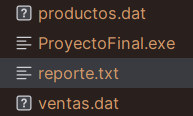 productos.dat
ProyectoFinal.exe
reporte.txt
ventas.dat